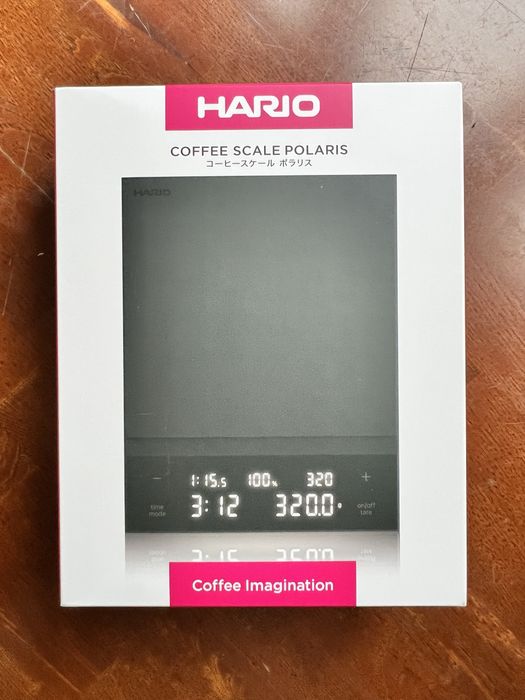 HARIO
COFFEE SCALE POLARIS
コーヒースケール ポラリス
HARIO
− 1:15.5 100% 320 +
time mode 3:12 320.0 g on/off tare
Coffee Imagination